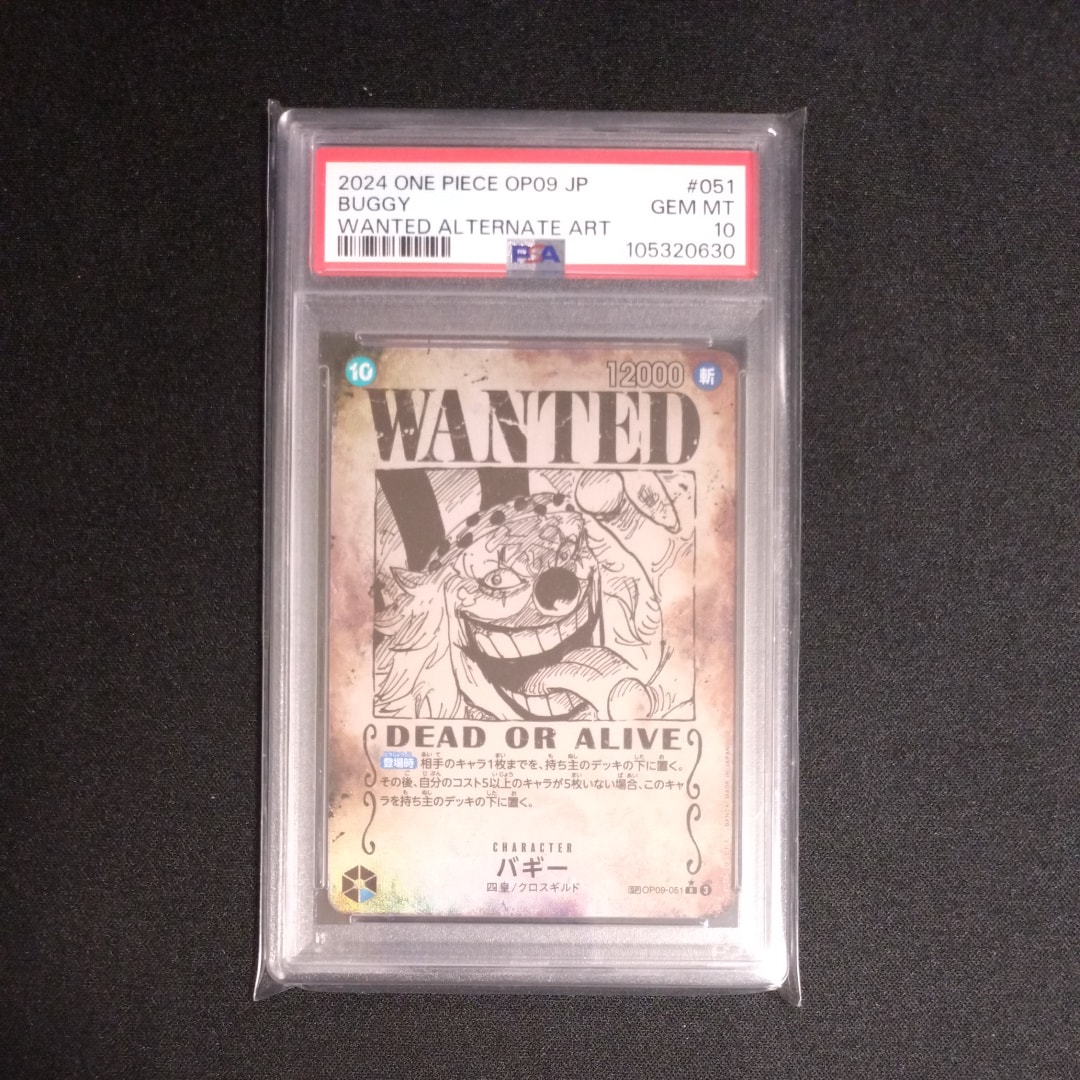 2024 ONE PIECE OP09 JP #051
BUGGY GEM MT
WANTED ALTERNATE ART 10
PSA 105320630
10 12000 斬
WANTED
DEAD OR ALIVE
登場時 相手のキャラ1枚までを、持ち主のデッキの下に置く。
その後、自分のコスト5以上のキャラが5枚いない場合、このキャ
ラを持ち主のデッキの下に置く。
CHARACTER
バギー
四皇/クロスギルド
SP OP09-051 R 3